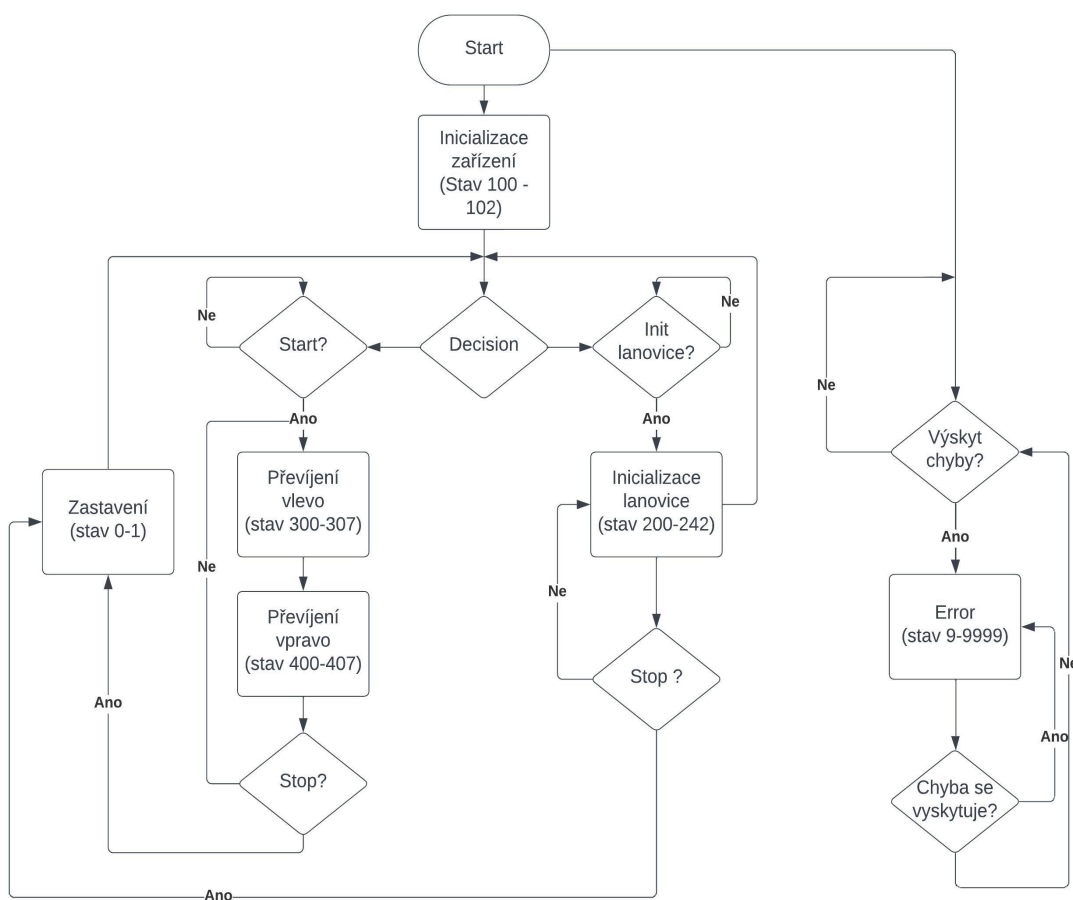 Start
Inicializace
zařízení
(Stav 100 -
102)
Ne
Start?
Decision
Init
lanovice?
Ne
Ano
Ano
Ne
Výskyt
chyby?
Zastavení
(stav 0-1)
Převíjení
vlevo
(stav 300-307)
Inicializace
lanovice
(stav 200-242)
Ano
Ne
Ne
Převíjení
vpravo
(stav 400-407)
Error
(stav 9-9999)
Ne
Ano
Stop ?
Ano
Stop?
Chyba se
vyskytuje?
Ano